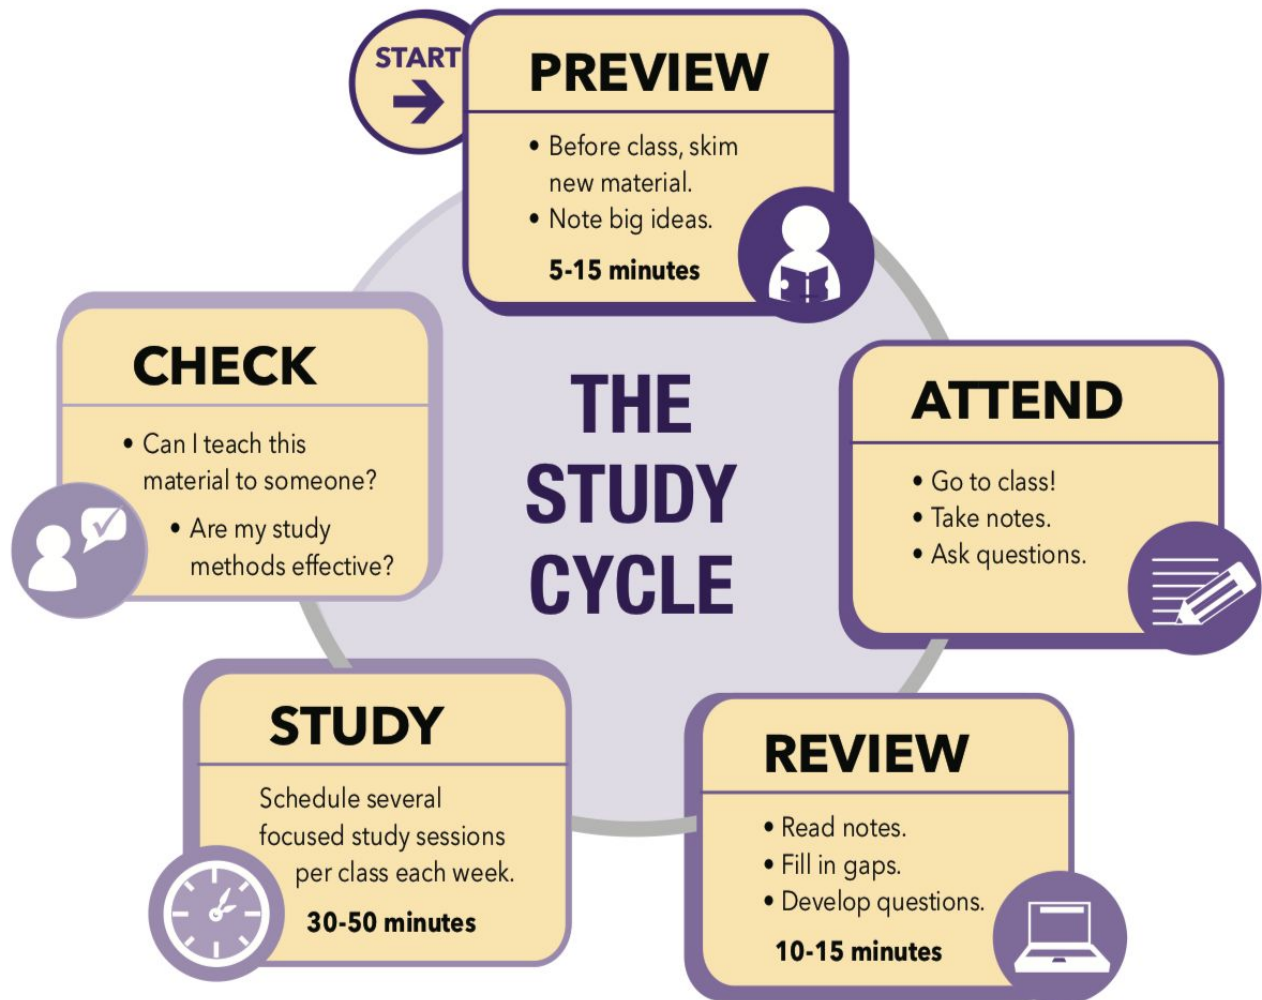 START
PREVIEW
• Before class, skim
new material.
• Note big ideas.
5-15 minutes
ATTEND
• Go to class!
• Take notes.
• Ask questions.
REVIEW
• Read notes.
• Fill in gaps.
• Develop questions.
10-15 minutes
STUDY
Schedule several
focused study sessions
per class each week.
30-50 minutes
CHECK
• Can I teach this
material to someone?
• Are my study
methods effective?
THE
STUDY
CYCLE